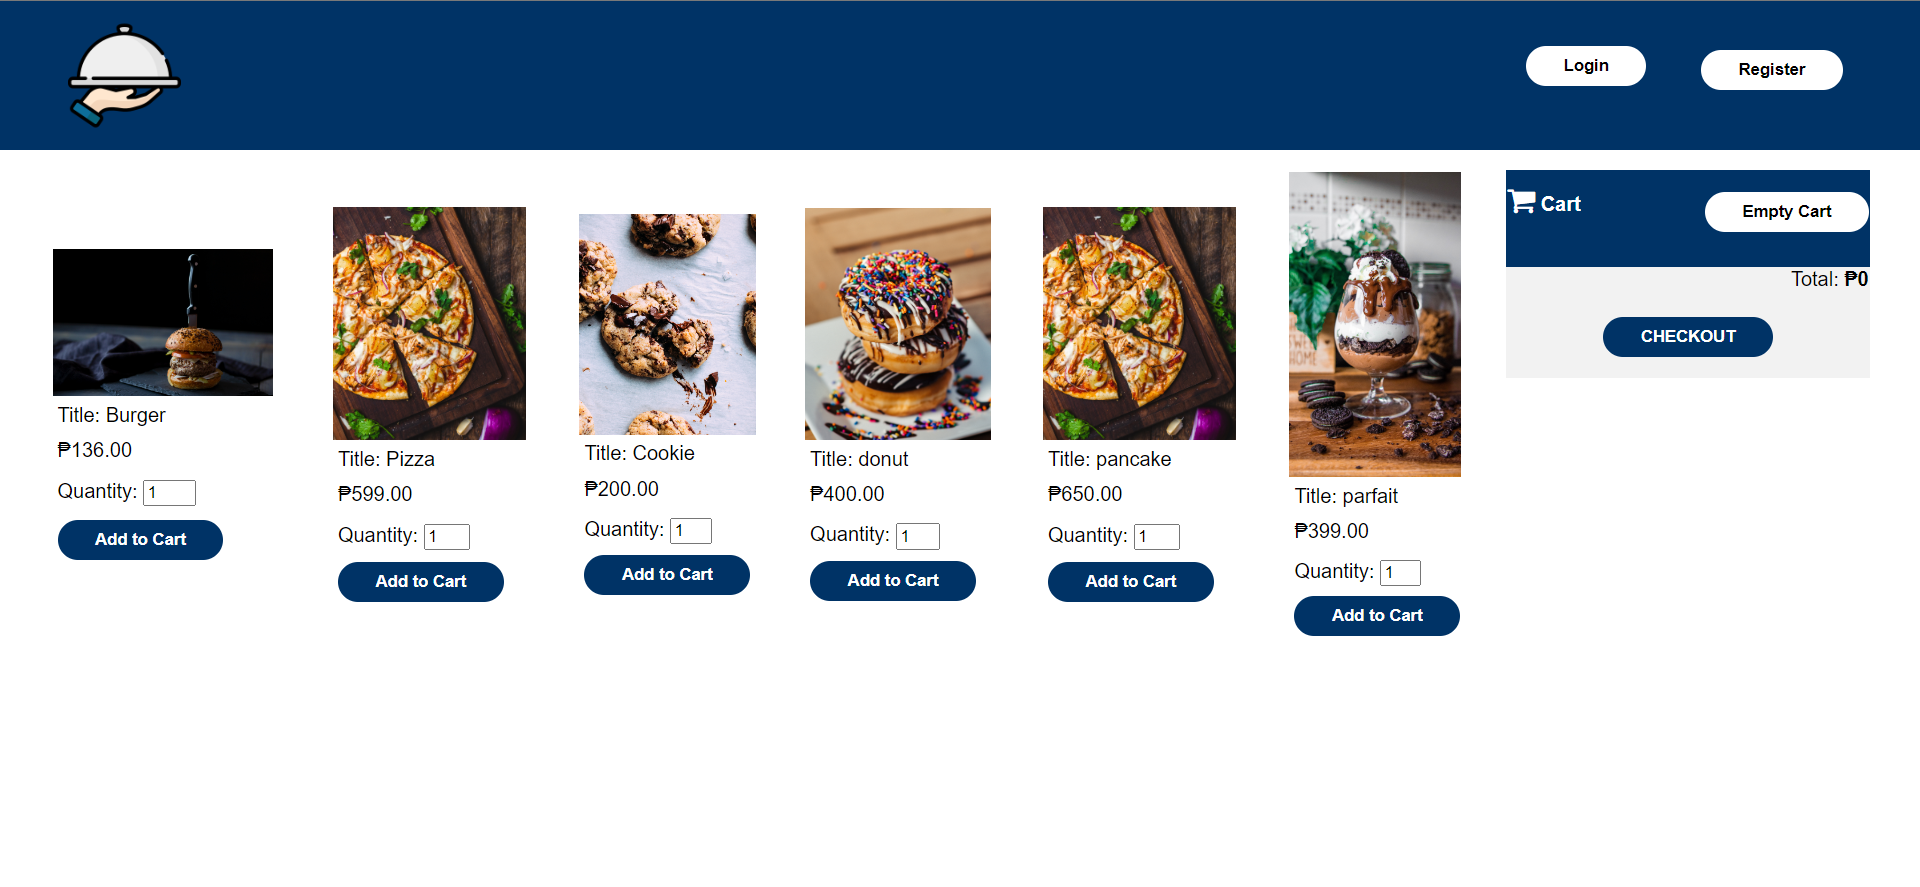 Login
Register
Title: Burger
₱136.00
Quantity: 1
Add to Cart
Title: Pizza
₱599.00
Quantity: 1
Add to Cart
Title: Cookie
₱200.00
Quantity: 1
Add to Cart
Title: donut
₱400.00
Quantity: 1
Add to Cart
Title: pancake
₱650.00
Quantity: 1
Add to Cart
Title: parfait
₱399.00
Quantity: 1
Add to Cart
Cart
Empty Cart
Total: ₱0
CHECKOUT